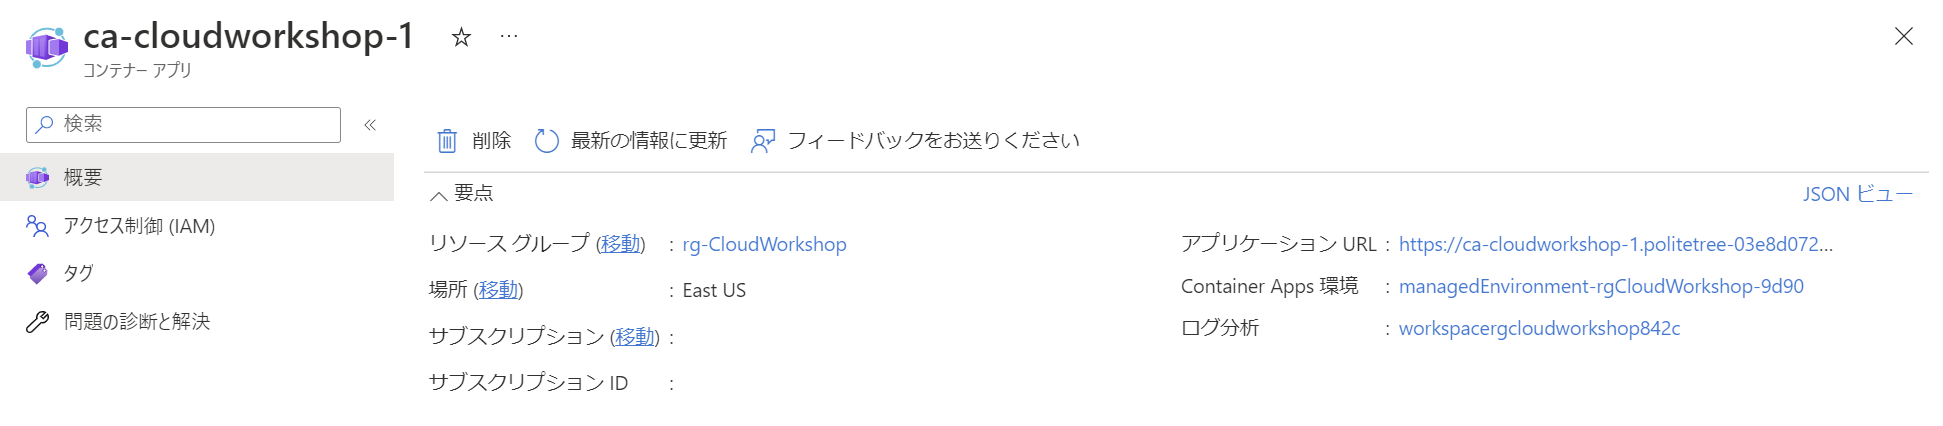 ca-cloudworkshop-1 ☆ ···
コンテナー アプリ
検索 «
概要
アクセス制御 (IAM)
タグ
問題の診断と解決
削除 最新の情報に更新 フィードバックをお送りください
要点 JSON ビュー
リソース グループ (移動) : rg-CloudWorkshop
場所 (移動) : East US
サブスクリプション (移動) :
サブスクリプション ID :
アプリケーション URL : https://ca-cloudworkshop-1.politetree-03e8d072...
Container Apps 環境 : managedEnvironment-rgCloudWorkshop-9d90
ログ分析 : workspacergcloudworkshop842c